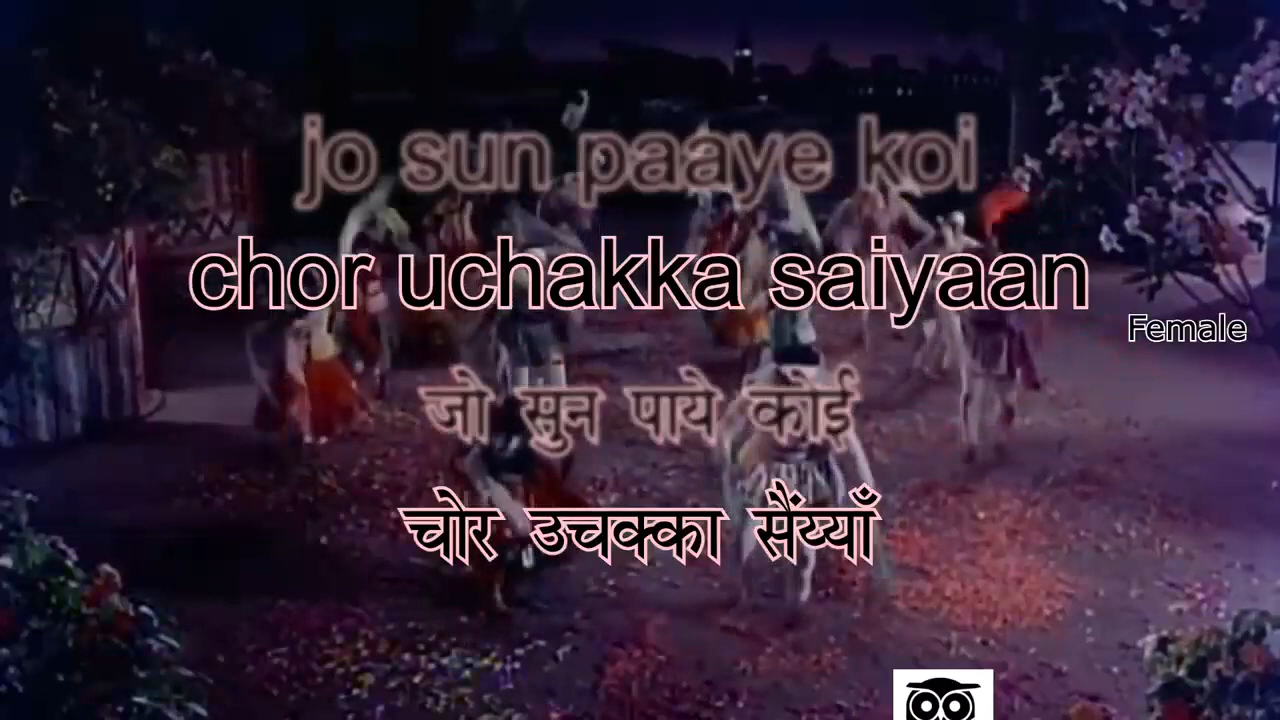 jo sun paaye koi
chor uchakka saiyaan
Female
जो सुन पाये कोई
चोर उचक्का सैंय्याँ